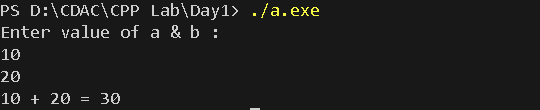 PS D:\CDAC\CPP Lab\Day1> ./a.exe
Enter value of a & b :
10
20
10 + 20 = 30